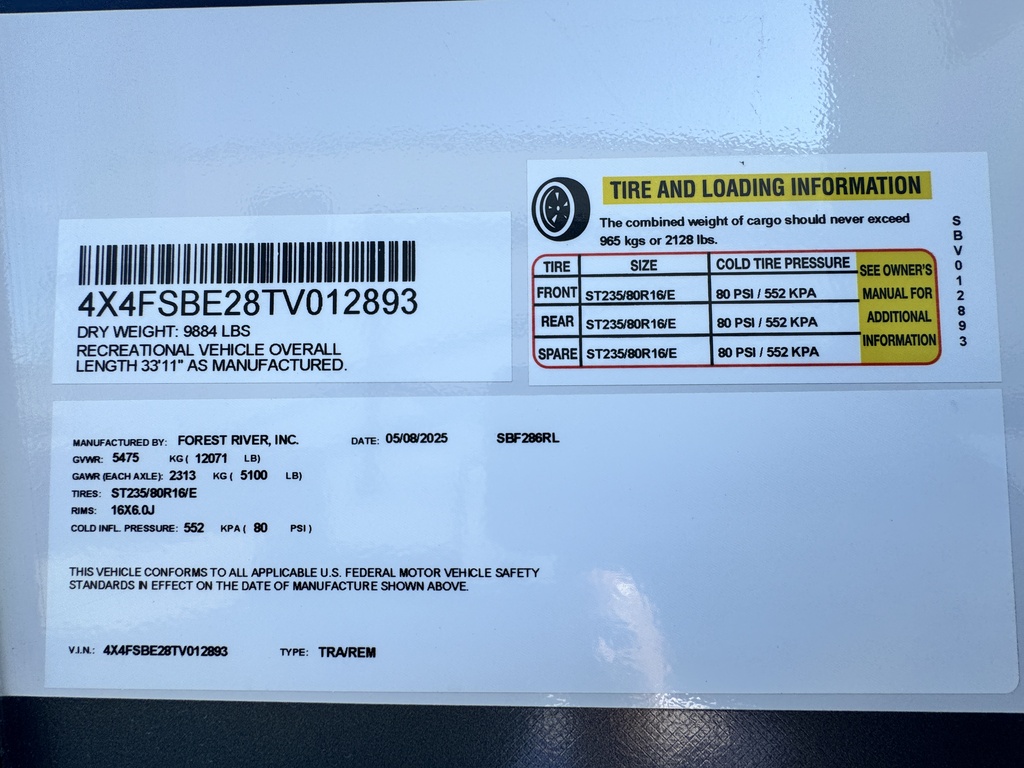 4X4FSBE28TV012893
DRY WEIGHT: 9884 LBS
RECREATIONAL VEHICLE OVERALL
LENGTH 33'11" AS MANUFACTURED.
TIRE AND LOADING INFORMATION
The combined weight of cargo should never exceed
965 kgs or 2128 lbs.
TIRE SIZE COLD TIRE PRESSURE
FRONT ST235/80R16/E 80 PSI / 552 KPA
REAR ST235/80R16/E 80 PSI / 552 KPA
SPARE ST235/80R16/E 80 PSI / 552 KPA
SEE OWNER'S
MANUAL FOR
ADDITIONAL
INFORMATION
SBV012893
MANUFACTURED BY: FOREST RIVER, INC. DATE: 05/08/2025 SBF286RL
GVWR: 5475 KG ( 12071 LB)
GAWR (EACH AXLE): 2313 KG ( 5100 LB)
TIRES: ST235/80R16/E
RIMS: 16X6.0J
COLD INFL. PRESSURE: 552 KPA ( 80 PSI )
THIS VEHICLE CONFORMS TO ALL APPLICABLE U.S. FEDERAL MOTOR VEHICLE SAFETY
STANDARDS IN EFFECT ON THE DATE OF MANUFACTURE SHOWN ABOVE.
V.I.N.: 4X4FSBE28TV012893 TYPE: TRA/REM